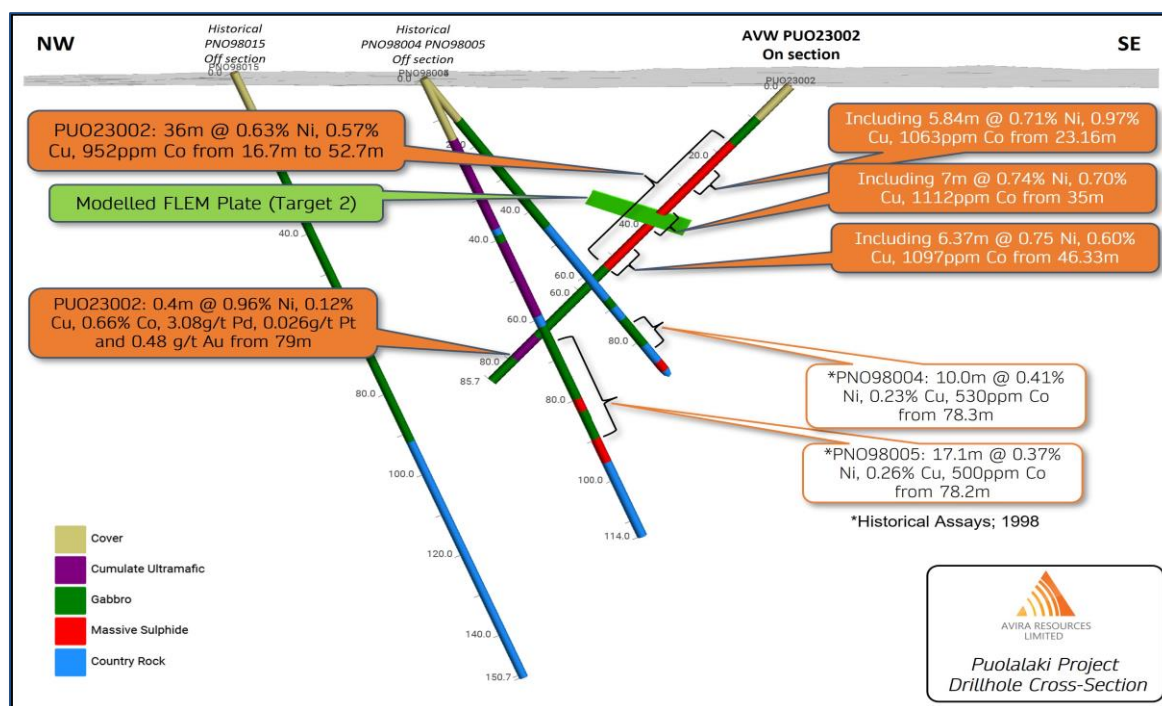 NW
Historical
PNO98015
Off section
Historical
PNO98004 PNO98005
Off section
AVW PUO23002
On section
SE
0.0
PNO98015
0.0
0.0
PUO23002
PUO23002: 36m @ 0.63% Ni, 0.57%
Cu, 952ppm Co from 16.7m to 52.7m
Including 5.84m @ 0.71% Ni, 0.97%
Cu, 1063ppm Co from 23.16m
20.0
Modelled FLEM Plate (Target 2)
Including 7m @ 0.74% Ni, 0.70%
Cu, 1112ppm Co from 35m
40.0
40.0
40.0
40.0
Including 6.37m @ 0.75 Ni, 0.60%
Cu, 1097ppm Co from 46.33m
60.0
60.0
60.0
PUO23002: 0.4m @ 0.96% Ni, 0.12%
Cu, 0.66% Co, 3.08g/t Pd, 0.026g/t Pt
and 0.48 g/t Au from 79m
80.0
80.0
85.7
80.0
80.0
*PNO98004: 10.0m @ 0.41%
Ni, 0.23% Cu, 530ppm Co
from 78.3m
*PNO98005: 17.1m @ 0.37%
Ni, 0.26% Cu, 500ppm Co
from 78.2m
100.0
100.0
*Historical Assays; 1998
114.0
120.0
140.0
150.7
Cover
Cumulate Ultramafic
Gabbro
Massive Sulphide
Country Rock
AVIRA RESOURCES
LIMITED
Puolalaki Project
Drillhole Cross-Section